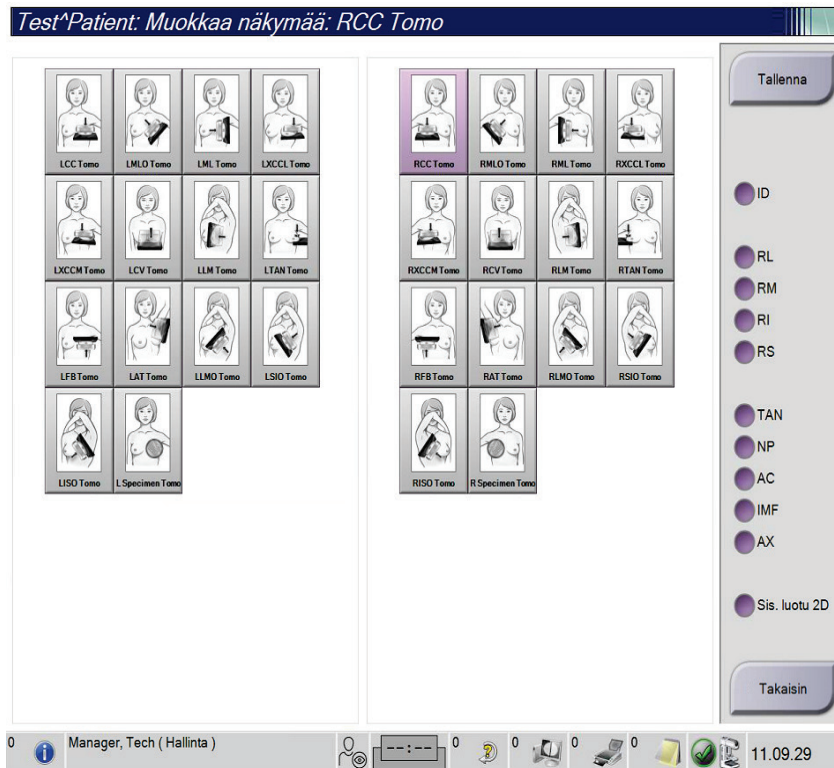 Test^Patient: Muokkaa näkymää: RCC Tomo
LCC Tomo LMLO Tomo LML Tomo LXCCL Tomo
LXCCM Tomo LCV Tomo LLM Tomo LTAN Tomo
LFB Tomo LAT Tomo LLMO Tomo LSIO Tomo
LISO Tomo L Specimen Tomo
RCC Tomo RMLO Tomo RML Tomo RXCCL Tomo
RXCCM Tomo RCV Tomo RLM Tomo RTAN Tomo
RFB Tomo RAT Tomo RLMO Tomo RSIO Tomo
RISO Tomo R Specimen Tomo
Tallenna
ID
RL
RM
RI
RS
TAN
NP
AC
IMF
AX
Sis. luotu 2D
Takaisin
0 Manager, Tech ( Hallinta ) --:-- 0 0 0 0 11.09.29